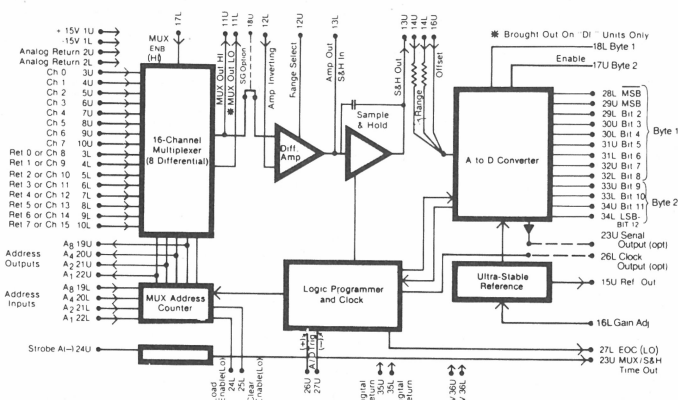 + 15V 1U
-15V 1L
Analog Return 2U
Analog Return 2L
Ch 0 3U
Ch 1 4U
Ch 2 5U
Ch 3 6U
Ch 4 7U
Ch 5 8U
Ch 6 9U
Ch 7 10U
Ret 0 or Ch 8 3L
Ret 1 or Ch 9 4L
Ret 2 or Ch 10 5L
Ret 3 or Ch 11 6L
Ret 4 or Ch 12 7L
Ret 5 or Ch 13 8L
Ret 6 or Ch 14 9L
Ret 7 or Ch 15 10L
Address
Outputs
A8 19U
A4 20U
A2 21U
A1 22U
Address
Inputs
A8 19L
A4 20L
A2 21L
A1 22L
Strobe A(-) 24U
17L
MUX
ENB
(HI)
16-Channel
Multiplexer
(8 Differential)
MUX Address
Counter
11U
MUX Out HI
11L
※ MUX Out LO
18U
SG Option
12L
Amp Inverting
12U
Range Select
13L
Amp Out
S&H In
13U
S&H Out
14U
14L
Range
16U
Offset
Diff.
Amp
Sample
& Hold
※ Brought Out On "DI" Units Only
18L Byte 1
Enable
17U Byte 2
A to D Converter
28L MSB
29U MSB
29L Bit 2
30U Bit 3
30L Bit 4
31U Bit 5
31L Bit 6
32U Bit 7
32L Bit 8
33U Bit 9
33L Bit 10
34U Bit 11
34L LSB-
BIT 12
Byte 1
Byte 2
23U Serial
Output (opt)
26L Clock
Output (opt)
Ultra-Stable
Reference
15U Ref Out
16L Gain Adj
Logic Programmer
and Clock
(+)
A/D Trig
(-)
27L EOC (LO)
23U MUX/S&H
Time Out
24L
Enable(Lo)
25L
Clear
Enable(Lo)
26U
27U
35U
35L
36U
36L